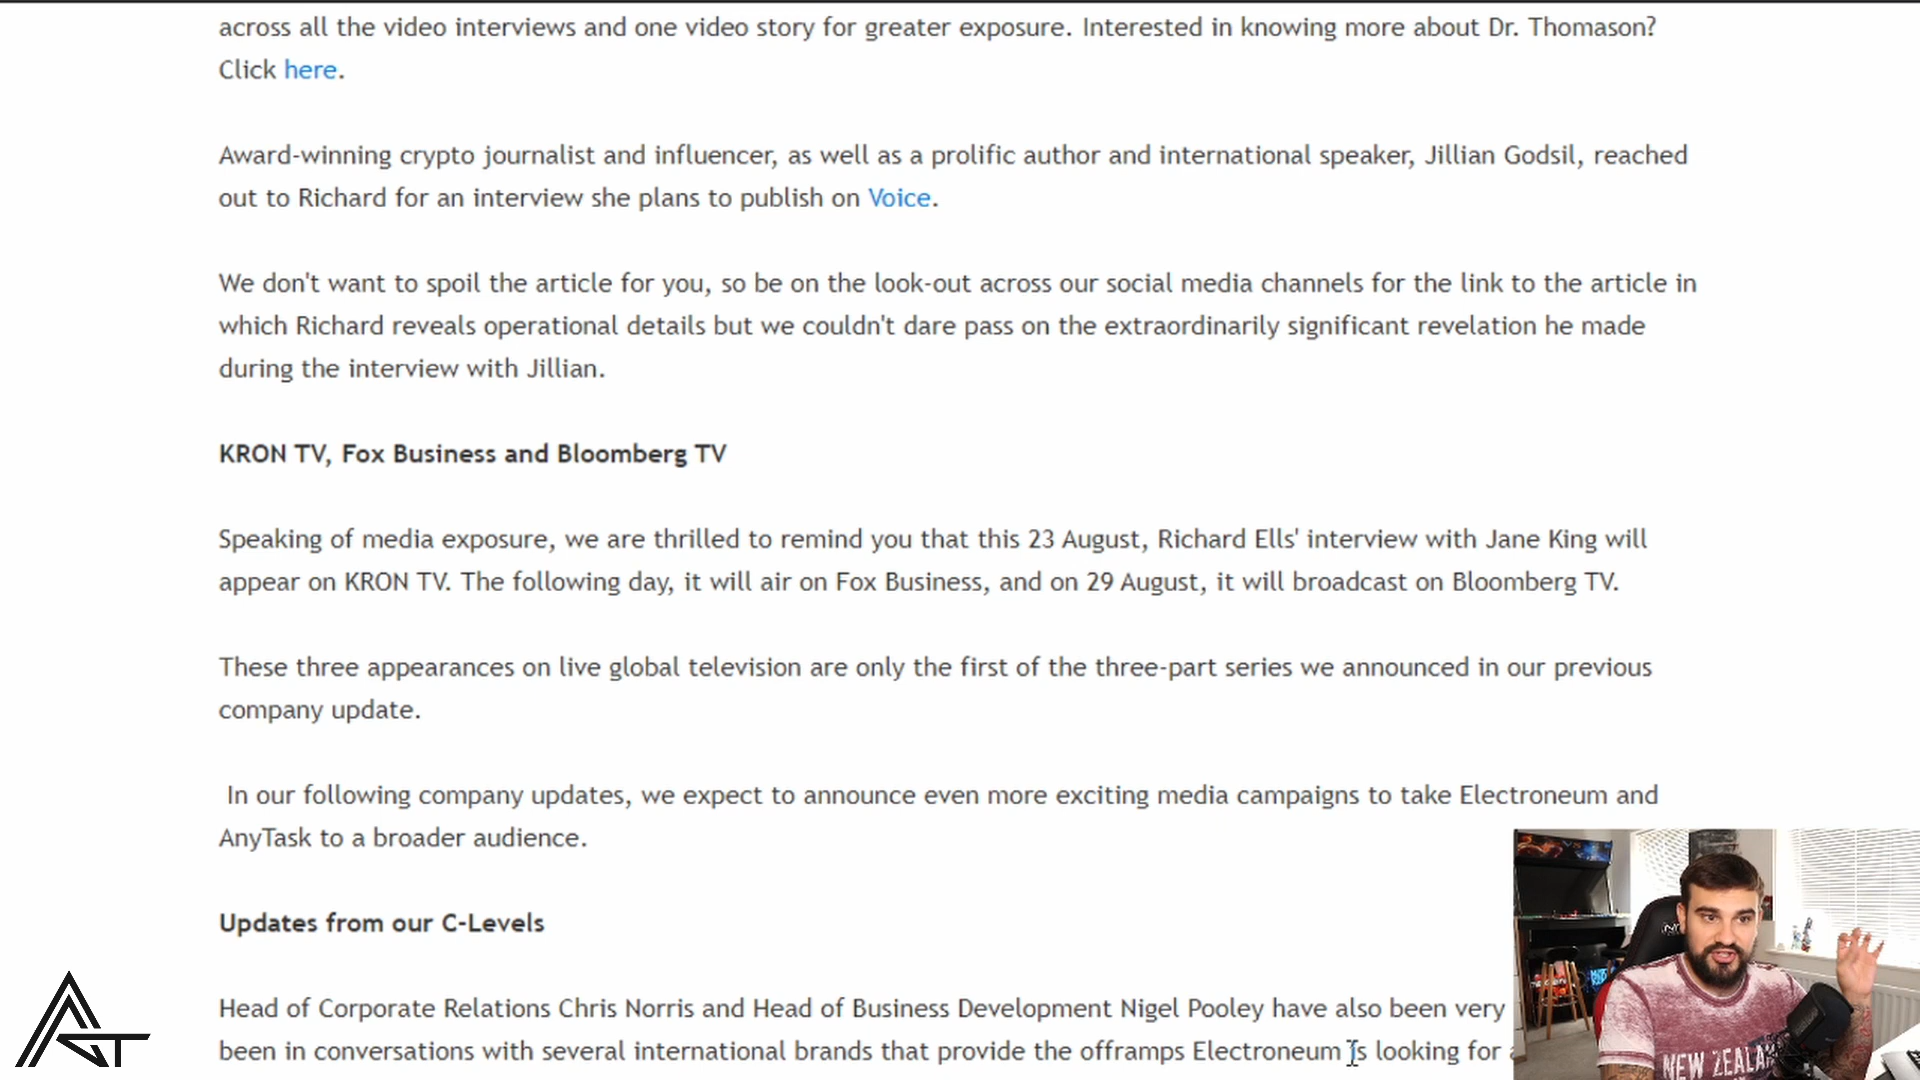 across all the video interviews and one video story for greater exposure. Interested in knowing more about Dr. Thomason?
Click here.
Award-winning crypto journalist and influencer, as well as a prolific author and international speaker, Jillian Godsil, reached
out to Richard for an interview she plans to publish on Voice.
We don't want to spoil the article for you, so be on the look-out across our social media channels for the link to the article in
which Richard reveals operational details but we couldn't dare pass on the extraordinarily significant revelation he made
during the interview with Jillian.
KRON TV, Fox Business and Bloomberg TV
Speaking of media exposure, we are thrilled to remind you that this 23 August, Richard Ells' interview with Jane King will
appear on KRON TV. The following day, it will air on Fox Business, and on 29 August, it will broadcast on Bloomberg TV.
These three appearances on live global television are only the first of the three-part series we announced in our previous
company update.
In our following company updates, we expect to announce even more exciting media campaigns to take Electroneum and
AnyTask to a broader audience.
Updates from our C-Levels
Head of Corporate Relations Chris Norris and Head of Business Development Nigel Pooley have also been very
been in conversations with several international brands that provide the offramps Electroneum is looking for
NEW ZEALAN